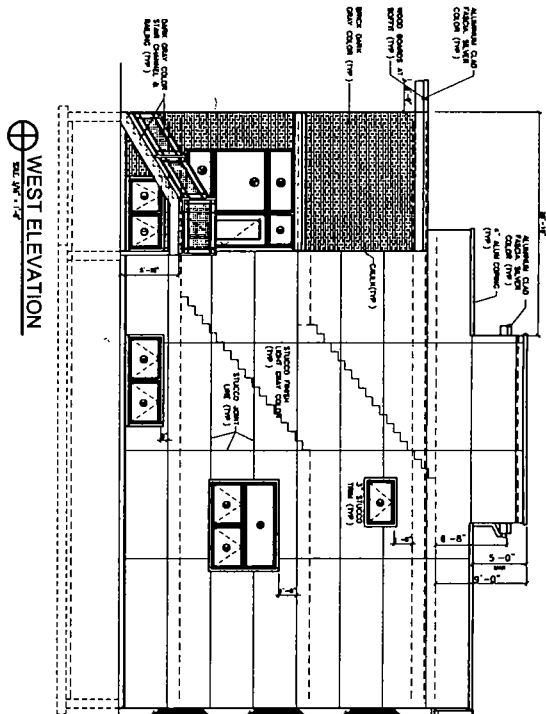 ALUMINUM CLAD
FASCIA SILVER
COLOR (TYP)
WOOD BOARDS AT
SOFFIT (TYP)
BRICK DARK
GRAY COLOR (TYP)
DARK GRAY COLOR
STAIR CHANNEL &
RAILING (TYP)
ALUMINUM CLAD
FASCIA SILVER
COLOR (TYP)
6" ALUM COPING
(TYP)
CAULK(TYP)
STUCCO FINISH
LIGHT GRAY COLOR
(TYP)
STUCCO JOINT
LINE (TYP)
3" STUCCO
TRIM (TYP)
8'-8"
5'-0"
9'-0"
WEST ELEVATION